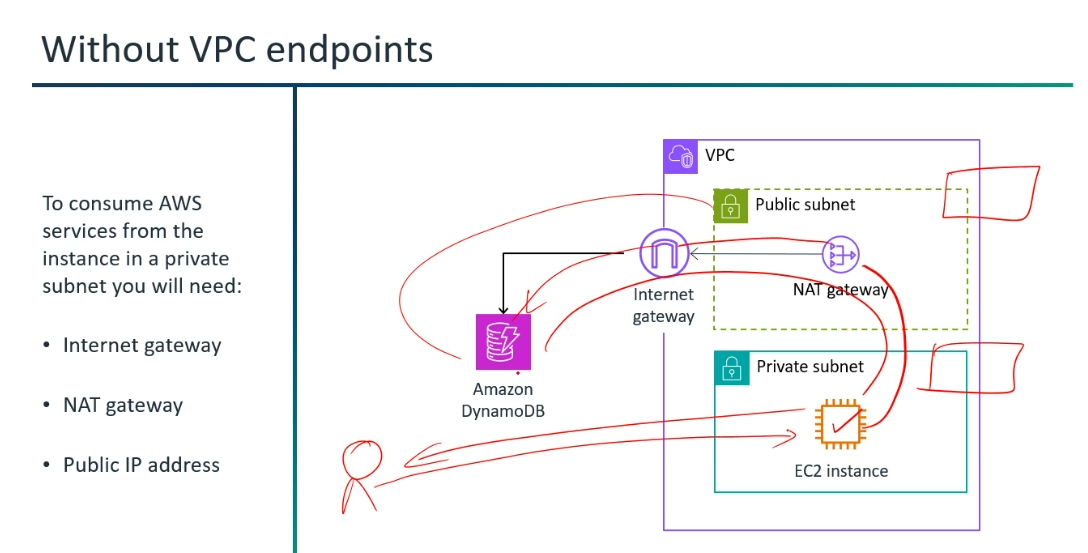 Without VPC endpoints
To consume AWS
services from the
instance in a private
subnet you will need:
• Internet gateway
• NAT gateway
• Public IP address
VPC
Public subnet
Internet
gateway
NAT gateway
Amazon
DynamoDB
Private subnet
EC2 instance